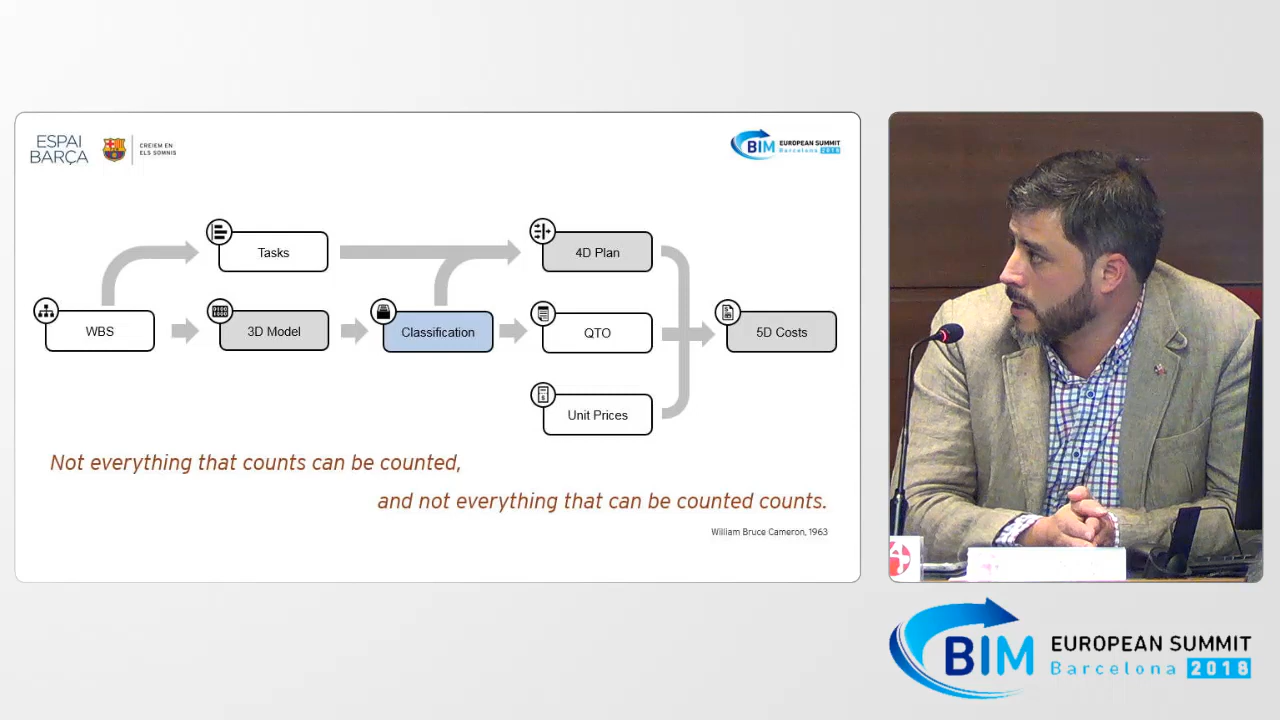 ESPAI
BARÇA
CREIEM EN
ELS SOMNIS
BIM EUROPEAN SUMMIT
Barcelona 2018
Tasks
4D Plan
WBS
3D Model
Classification
QTO
5D Costs
Unit Prices
Not everything that counts can be counted,
and not everything that can be counted counts.
William Bruce Cameron, 1963
BIM EUROPEAN SUMMIT
Barcelona 2018